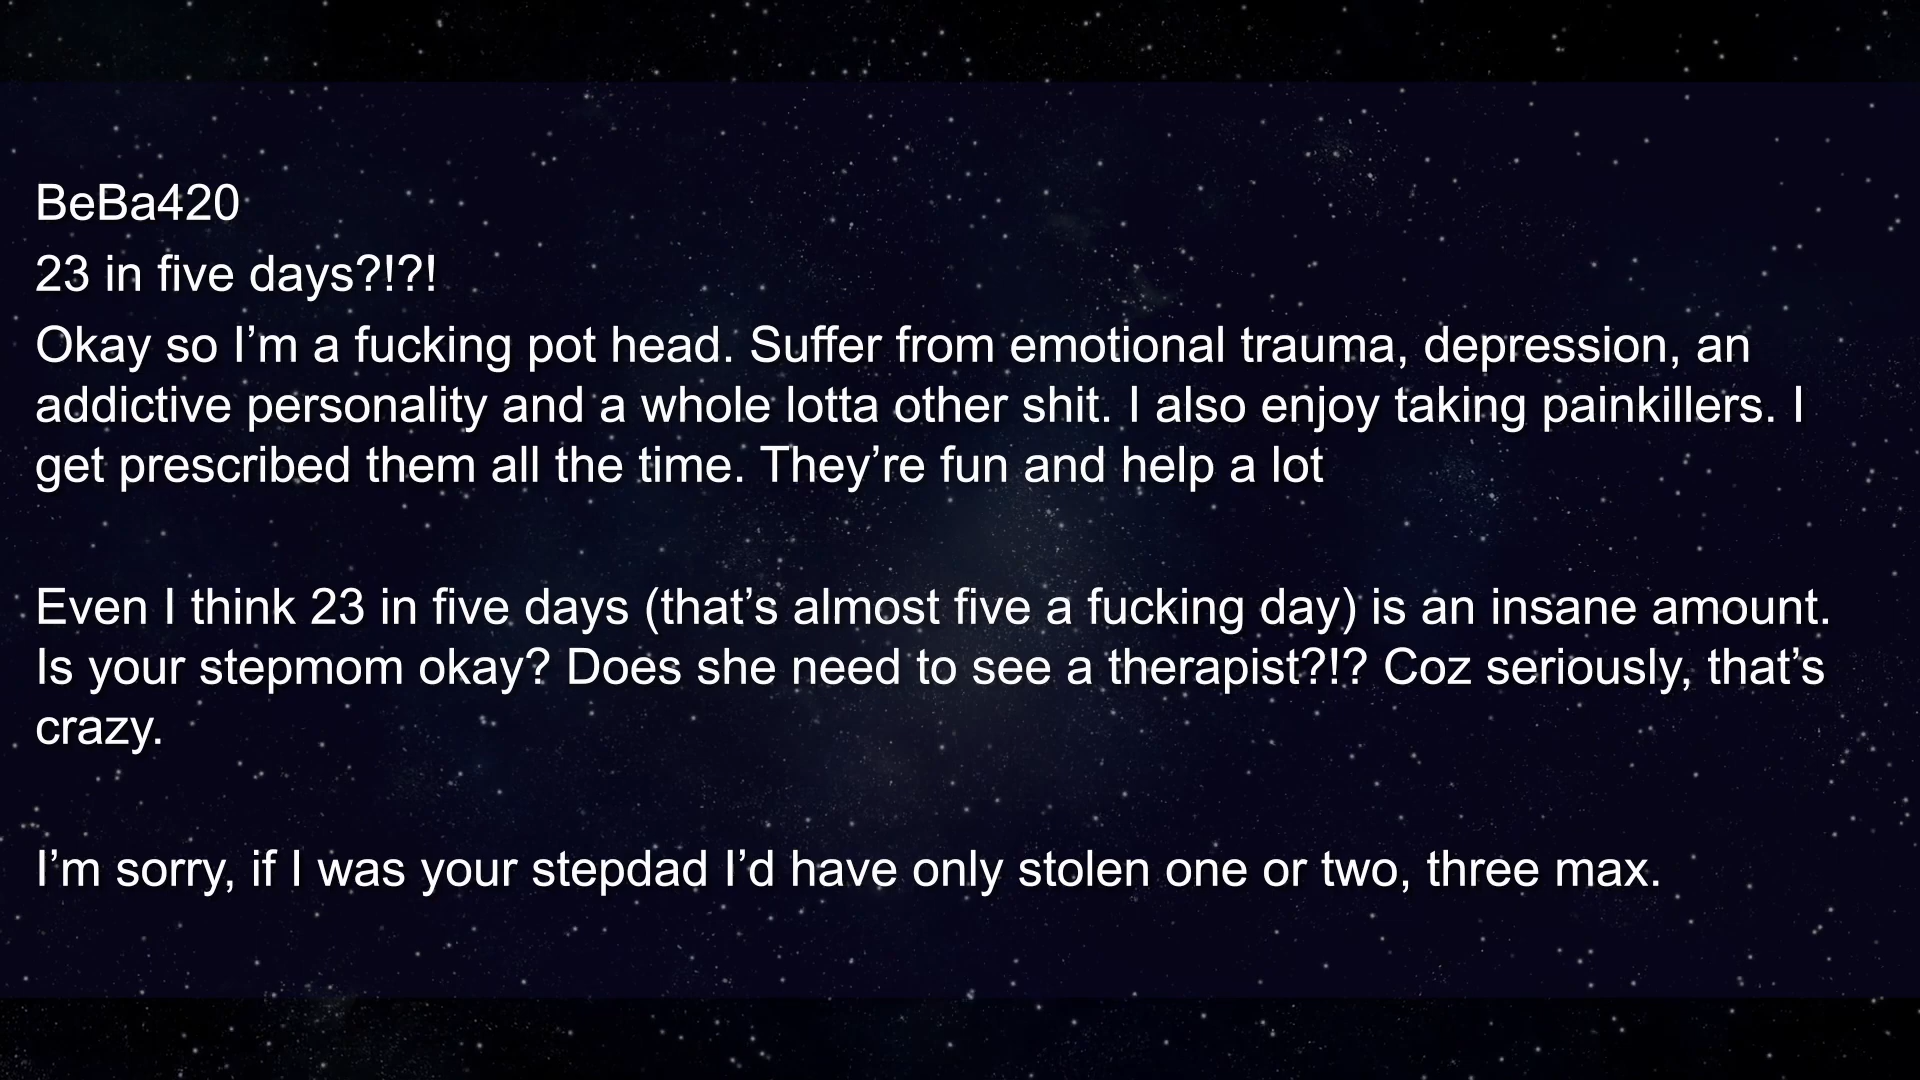 BeBa420
23 in five days?!?!
Okay so I’m a fucking pot head. Suffer from emotional trauma, depression, an
addictive personality and a whole lotta other shit. I also enjoy taking painkillers. I
get prescribed them all the time. They’re fun and help a lot
Even I think 23 in five days (that’s almost five a fucking day) is an insane amount.
Is your stepmom okay? Does she need to see a therapist?!? Coz seriously, that’s
crazy.
I’m sorry, if I was your stepdad I’d have only stolen one or two, three max.